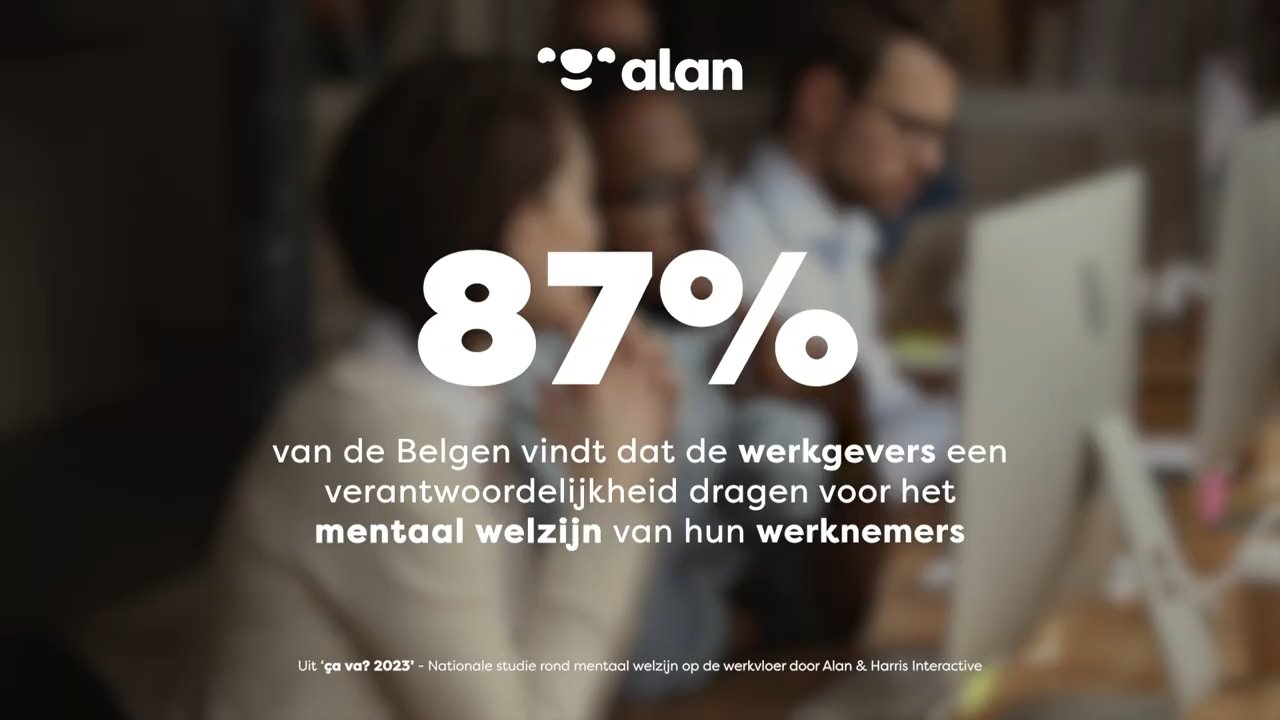 alan
87%
van de Belgen vindt dat de werkgevers een
verantwoordelijkheid dragen voor het
mentaal welzijn van hun werknemers
Uit 'ça va? 2023' - Nationale studie rond mentaal welzijn op de werkvloer door Alan & Harris Interactive